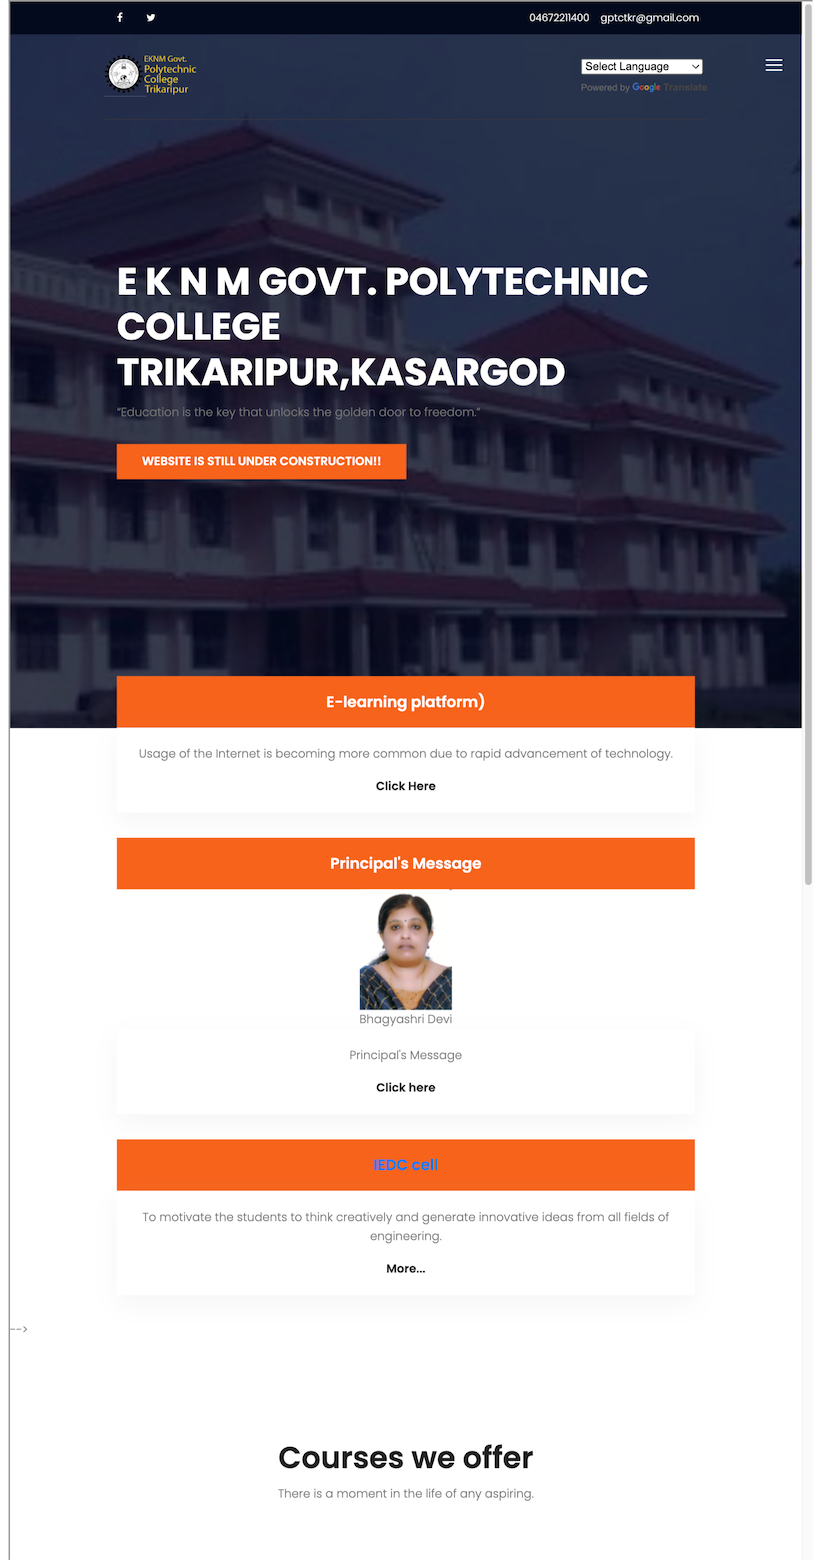 04672211400 gptctkr@gmail.com
EKNM Govt.
Polytechnic
College
Trikaripur
Select Language
Powered by Google Translate
E K N M GOVT. POLYTECHNIC
COLLEGE
TRIKARIPUR,KASARGOD
“Education is the key that unlocks the golden door to freedom.”
WEBSITE IS STILL UNDER CONSTRUCTION!!
E-learning platform)
Usage of the Internet is becoming more common due to rapid advancement of technology.
Click Here
Principal's Message
Bhagyashri Devi
Principal's Message
Click here
IEDC cell
To motivate the students to think creatively and generate innovative ideas from all fields of
engineering.
More...
-->
Courses we offer
There is a moment in the life of any aspiring.